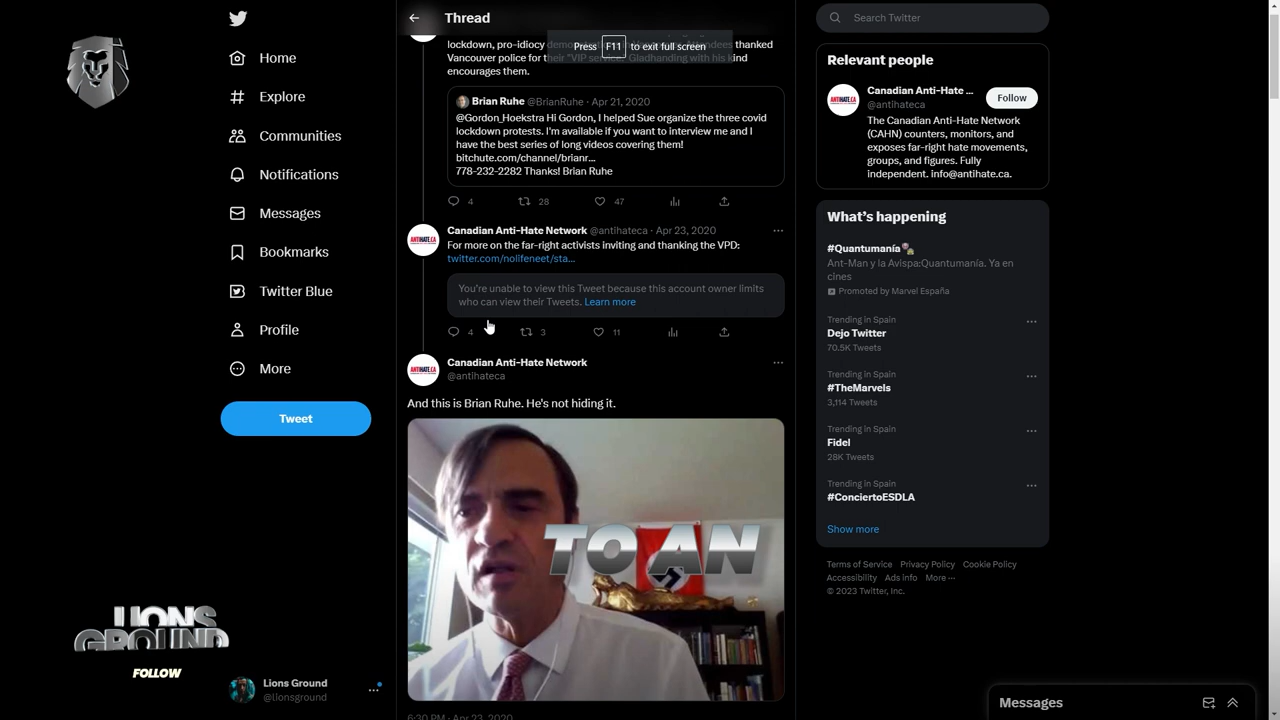 Thread
Search Twitter
Press F11 to exit full screen
Home
Explore
Communities
Notifications
Messages
Bookmarks
Twitter Blue
Profile
More
Tweet
LIONS
GROUND
FOLLOW
Lions Ground
@lionsground
lockdown, pro-idiocy thanked
Vancouver police for their "VIP service." Gladhanding with his kind
encourages them.
Brian Ruhe @BrianRuhe · Apr 21, 2020
@Gordon_Hoekstra Hi Gordon, I helped Sue organize the three covid
lockdown protests. I'm available if you want to interview me and I
have the best series of long videos covering them!
bitchute.com/channel/brianr...
778-232-2282 Thanks! Brian Ruhe
4 28 47
Canadian Anti-Hate Network @antihateca · Apr 23, 2020
For more on the far-right activists inviting and thanking the VPD:
twitter.com/nolifeneet/sta...
You're unable to view this Tweet because this account owner limits
who can view their Tweets. Learn more
4 3 11
ANTIHATE.CA
Canadian Anti-Hate Network
@antihateca
And this is Brian Ruhe. He's not hiding it.
TO AN
6:30 PM · Apr 23, 2020
Relevant people
Canadian Anti-Hate ...
@antihateca
Follow
The Canadian Anti-Hate Network
(CAHN) counters, monitors, and
exposes far-right hate movements,
groups, and figures. Fully
independent. info@antihate.ca.
What's happening
#Quantumanía
Ant-Man y la Avispa:Quantumanía. Ya en
cines
Promoted by Marvel España
Trending in Spain
Dejo Twitter
70.5K Tweets
Trending in Spain
#TheMarvels
3,114 Tweets
Trending in Spain
Fidel
28K Tweets
Trending in Spain
#ConciertoESDLA
Show more
Terms of Service Privacy Policy Cookie Policy
Accessibility Ads info More ...
© 2023 Twitter, Inc.
Messages